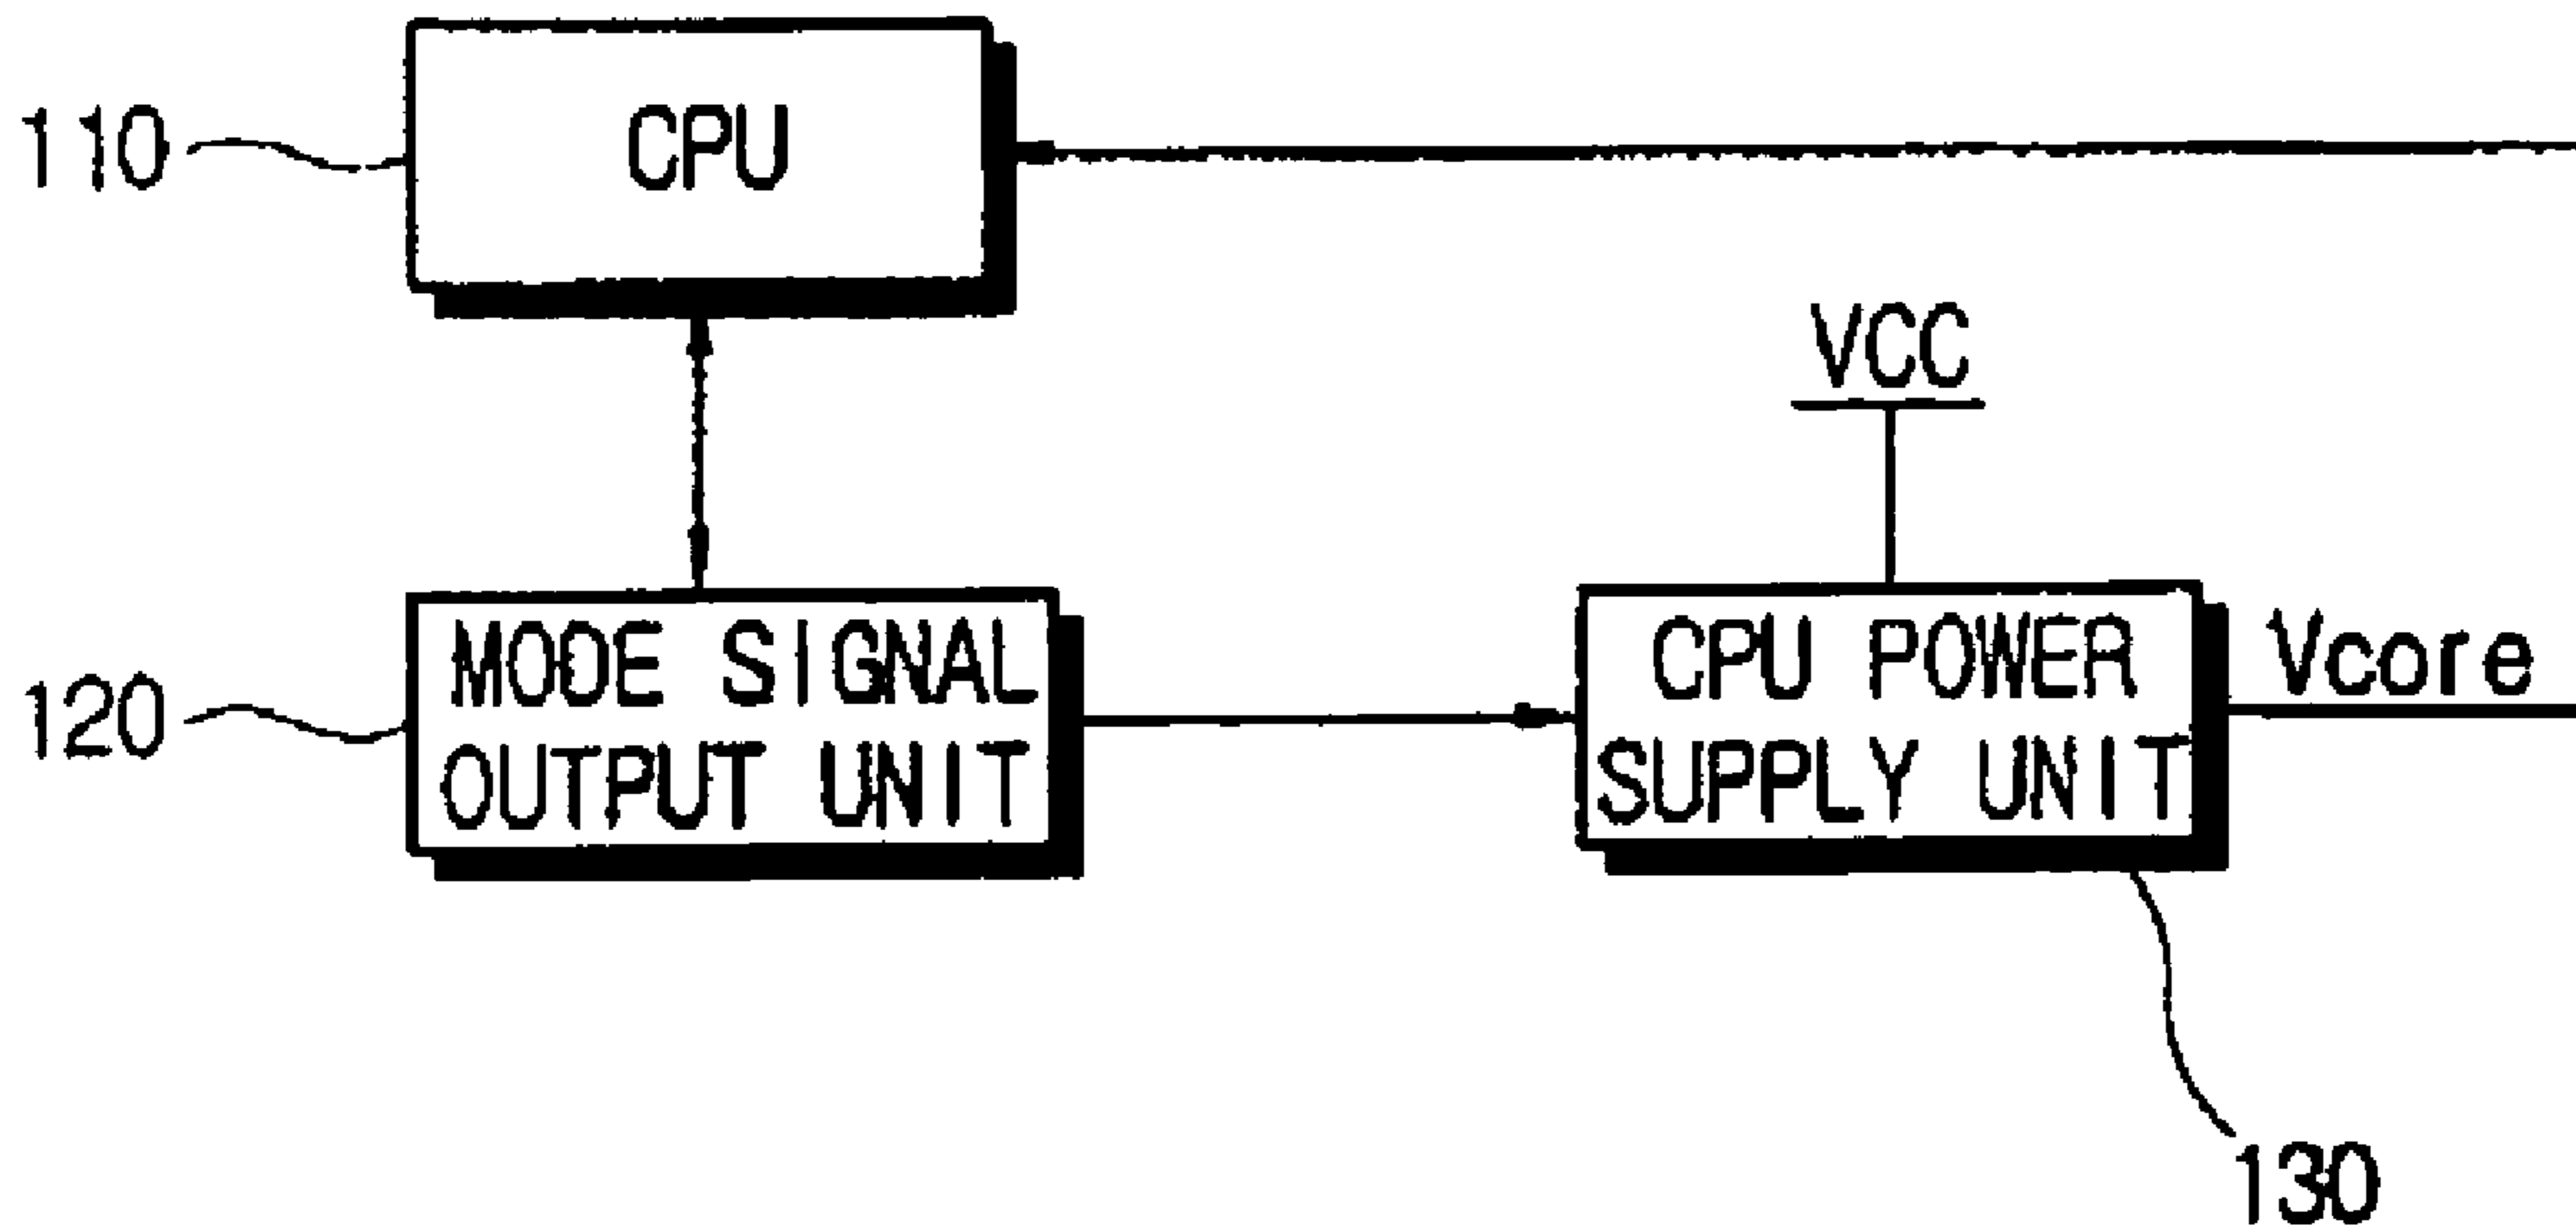 110
CPU
VCC
120
MODE SIGNAL
OUTPUT UNIT
CPU POWER
SUPPLY UNIT
Vcore
130